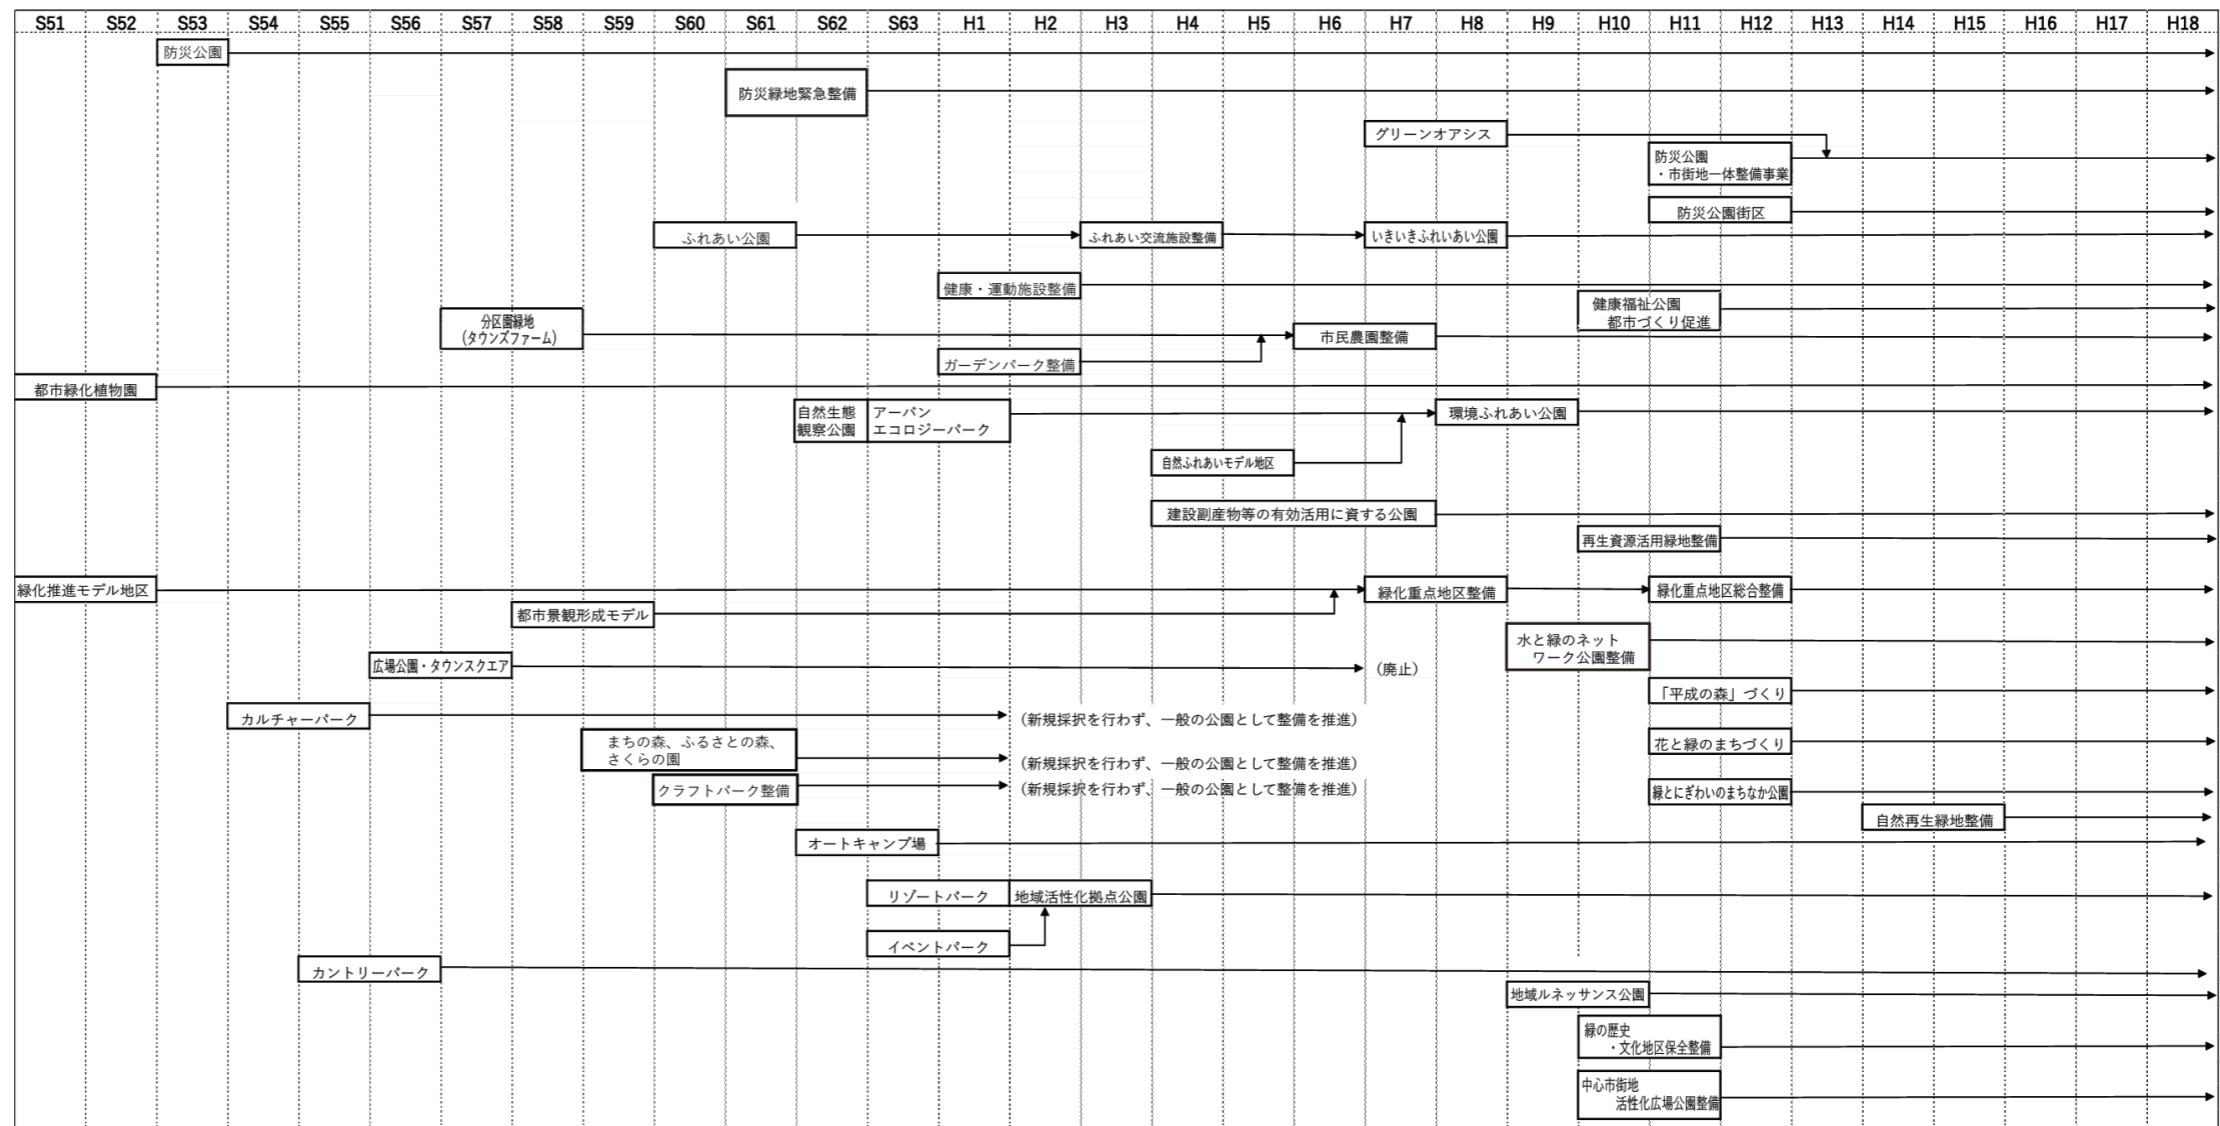 S51 S52 S53 S54 S55 S56 S57 S58 S59 S60 S61 S62 S63 H1 H2 H3 H4 H5 H6 H7 H8 H9 H10 H11 H12 H13 H14 H15 H16 H17 H18
防災公園
防災緑地緊急整備
グリーンオアシス
防災公園
・市街地一体整備事業
防災公園街区
ふれあい公園
ふれあい交流施設整備
いきいきふれいあい公園
健康・運動施設整備
健康福祉公園
都市づくり促進
分区園緑地
(タウンズファーム)
市民農園整備
ガーデンパーク整備
都市緑化植物園
自然生態
観察公園
アーバン
エコロジーパーク
環境ふれあい公園
自然ふれあいモデル地区
建設副産物等の有効活用に資する公園
再生資源活用緑地整備
緑化推進モデル地区
緑化重点地区整備
緑化重点地区総合整備
都市景観形成モデル
水と緑のネット
ワーク公園整備
広場公園・タウンスクエア
（廃止）
「平成の森」づくり
カルチャーパーク
（新規採択を行わず、一般の公園として整備を推進）
まちの森、ふるさとの森、
さくらの園
（新規採択を行わず、一般の公園として整備を推進）
花と緑のまちづくり
クラフトパーク整備
（新規採択を行わず、一般の公園として整備を推進）
緑とにぎわいのまちなか公園
自然再生緑地整備
オートキャンプ場
リゾートパーク
地域活性化拠点公園
イベントパーク
カントリーパーク
地域ルネッサンス公園
緑の歴史
・文化地区保全整備
中心市街地
活性化広場公園整備